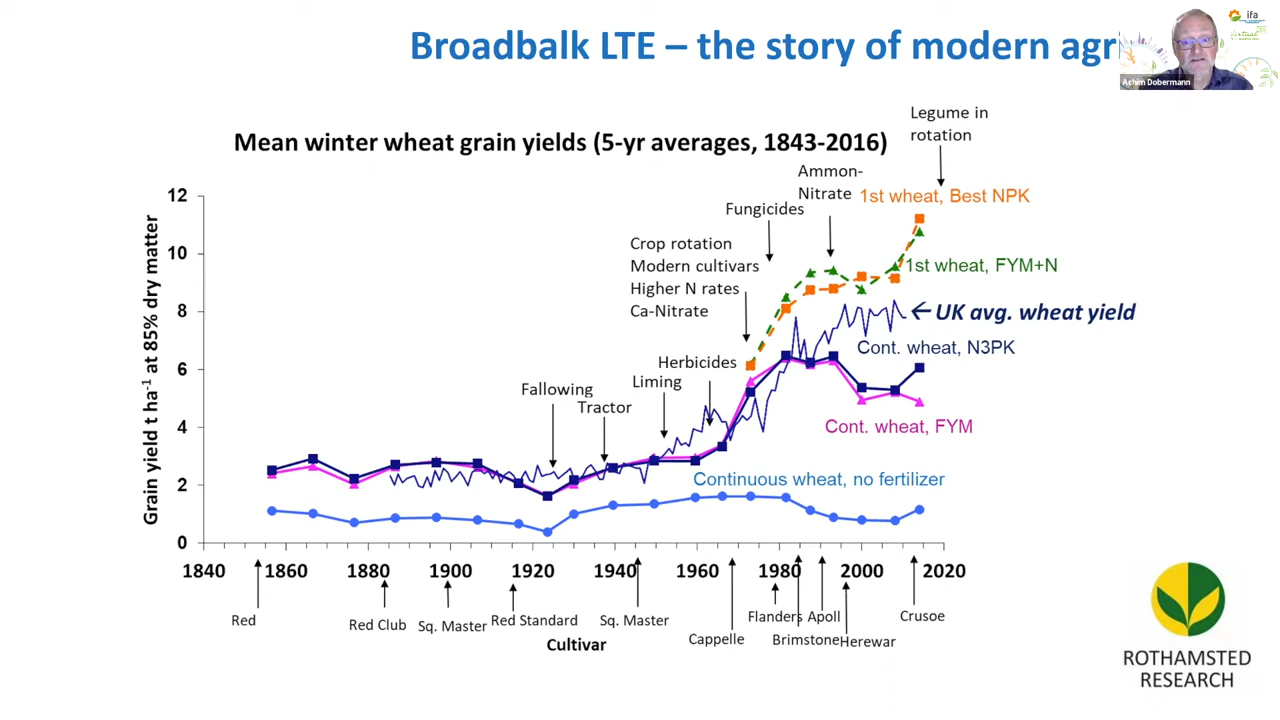 Broadbalk LTE – the story of modern agr
ifa
Achim Dobermann
Mean winter wheat grain yields (5-yr averages, 1843-2016)
Legume in
rotation
Ammon-
Nitrate
1st wheat, Best NPK
Fungicides
Crop rotation
Modern cultivars
Higher N rates
Ca-Nitrate
1st wheat, FYM+N
← UK avg. wheat yield
Cont. wheat, N3PK
Herbicides
Liming
Fallowing
Tractor
Cont. wheat, FYM
Continuous wheat, no fertilizer
Grain yield t ha-1 at 85% dry matter
12
10
8
6
4
2
0
1840 1860 1880 1900 1920 1940 1960 1980 2000 2020
Red
Red Club
Sq. Master
Red Standard
Sq. Master
Cappelle
Flanders
Brimstone
Apoll
Herewar
Crusoe
Cultivar
ROTHAMSTED
RESEARCH